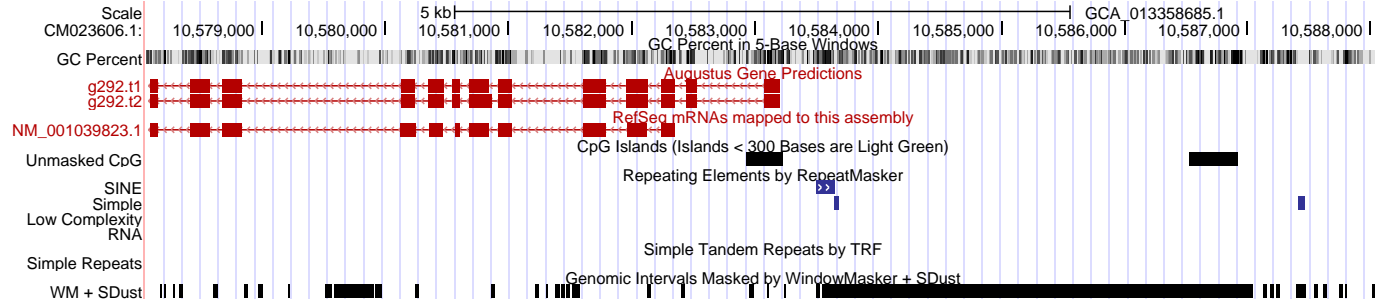 Scale 5 kb GCA_013358685.1
CM023606.1: 10,579,000 10,580,000 10,581,000 10,582,000 10,583,000 10,584,000 10,585,000 10,586,000 10,587,000 10,588,000
GC Percent in 5-Base Windows
GC Percent
Augustus Gene Predictions
g292.t1
g292.t2
RefSeq mRNAs mapped to this assembly
NM_001039823.1
CpG Islands (Islands < 300 Bases are Light Green)
Unmasked CpG
Repeating Elements by RepeatMasker
SINE
Simple
Low Complexity
RNA
Simple Tandem Repeats by TRF
Simple Repeats
Genomic Intervals Masked by WindowMasker + SDust
WM + SDust